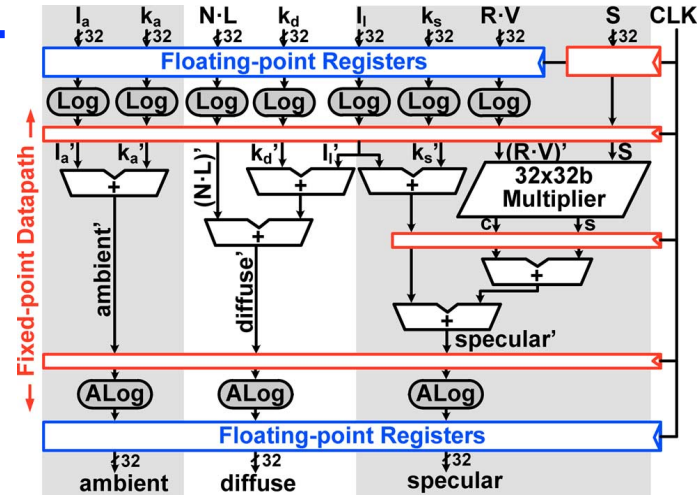 Iₐ kₐ N·L k_d Iₗ kₛ R·V S CLK
32 32 32 32 32 32 32 32
Floating-point Registers
Log Log Log Log Log Log Log
Iₐ' kₐ' (N·L)' k_d' Iₗ' kₛ' (R·V)' S
32x32b
Multiplier
+ + +
c s
+
+
+
Fixed-point Datapath
ambient' diffuse' specular'
ALog ALog ALog
Floating-point Registers
32 32 32
ambient diffuse specular